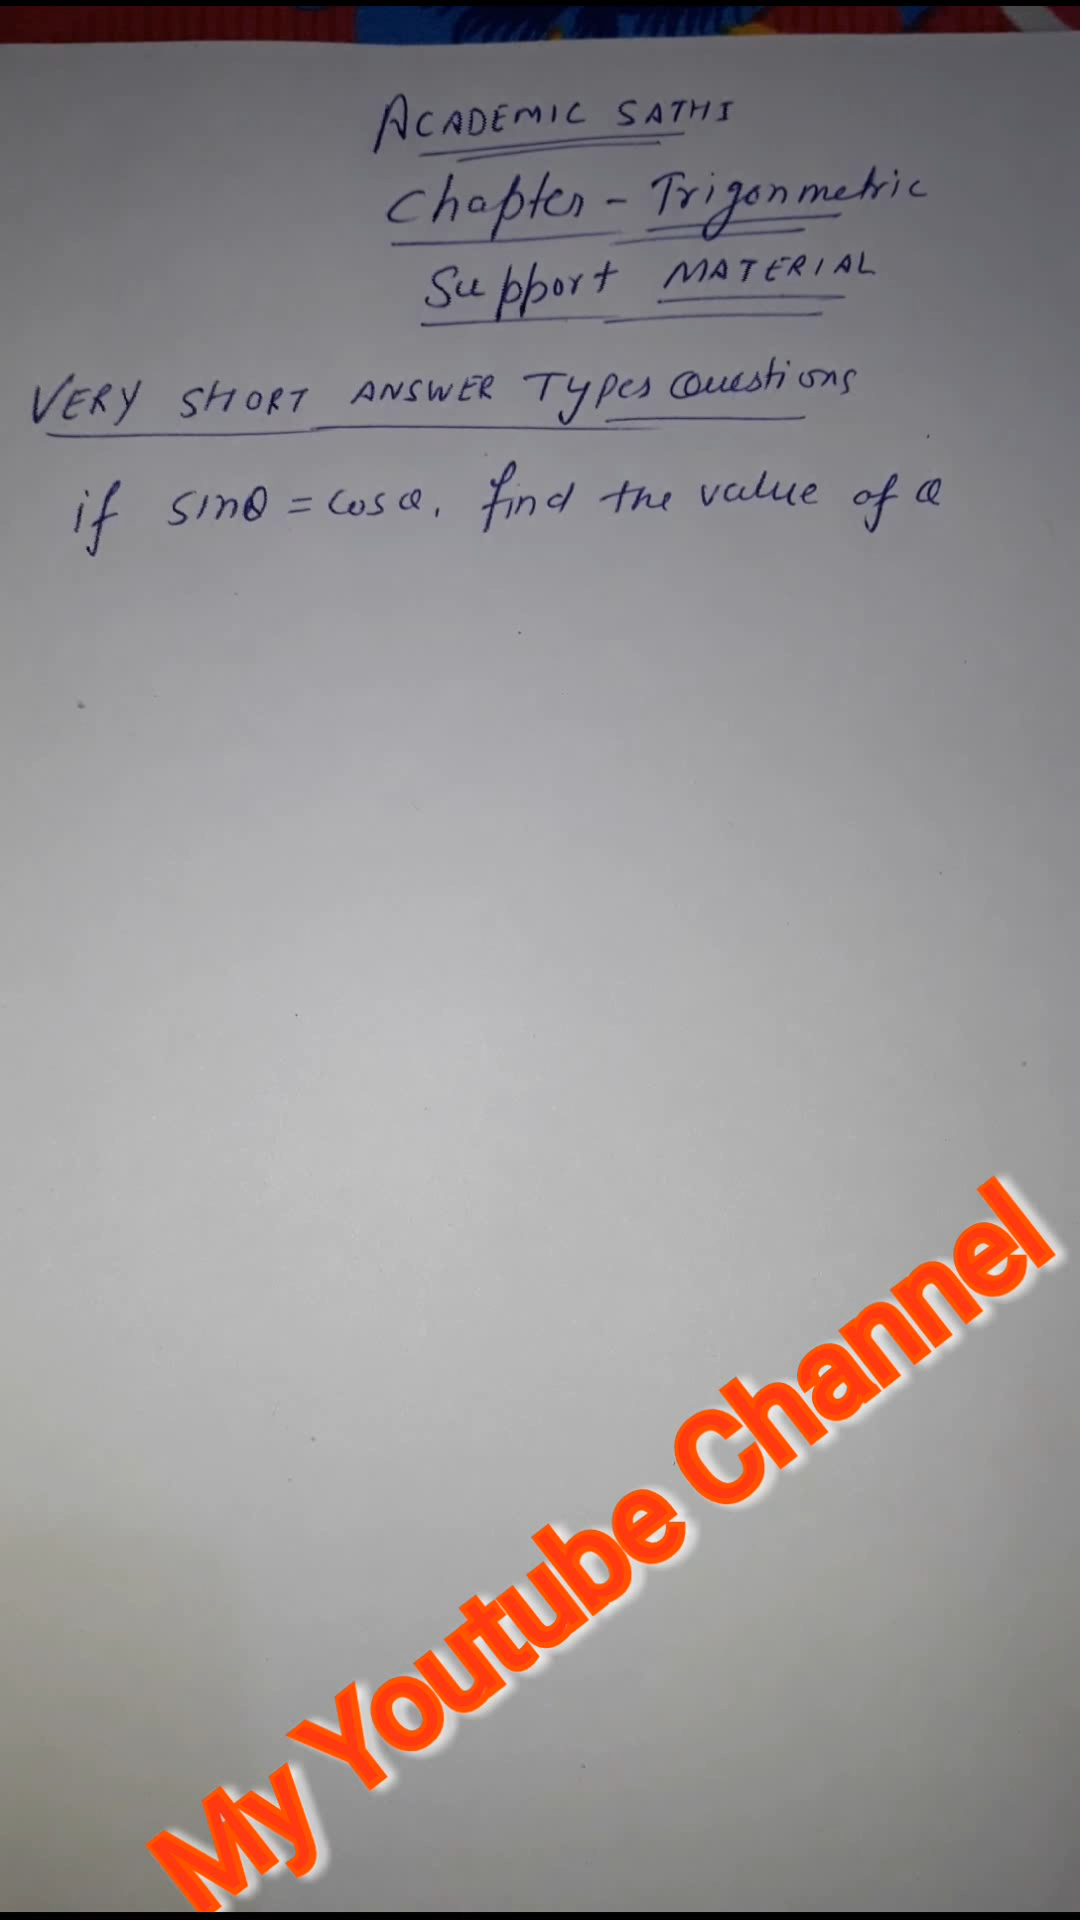 ACADEMIC SATHI
Chapter - Trigonmetric
Support MATERIAL
VERY SHORT ANSWER Types Questions
if sinθ = cosθ, find the value of θ
My Youtube Channel